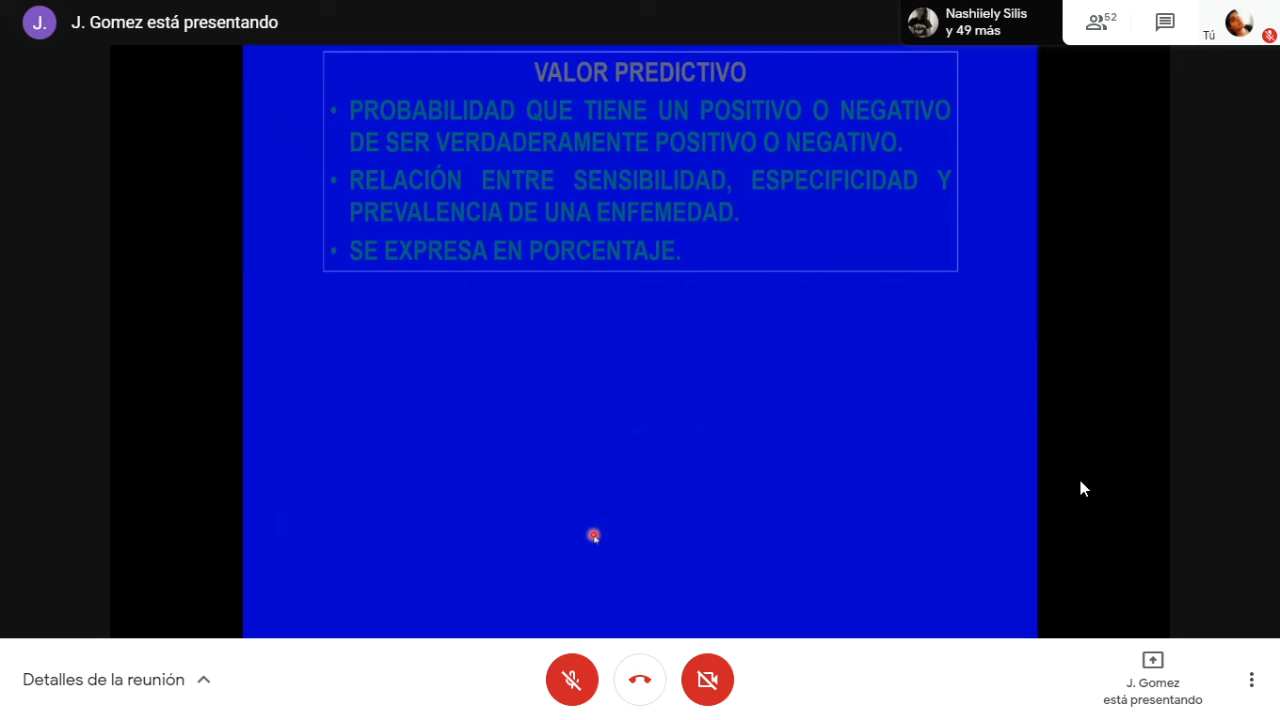 J. J. Gomez está presentando
Nashiiely Silis
y 49 más
52
Tú
VALOR PREDICTIVO
• PROBABILIDAD QUE TIENE UN POSITIVO O NEGATIVO
DE SER VERDADERAMENTE POSITIVO O NEGATIVO.
• RELACIÓN ENTRE SENSIBILIDAD, ESPECIFICIDAD Y
PREVALENCIA DE UNA ENFEMEDAD.
• SE EXPRESA EN PORCENTAJE.
Detalles de la reunión
J. Gomez
está presentando